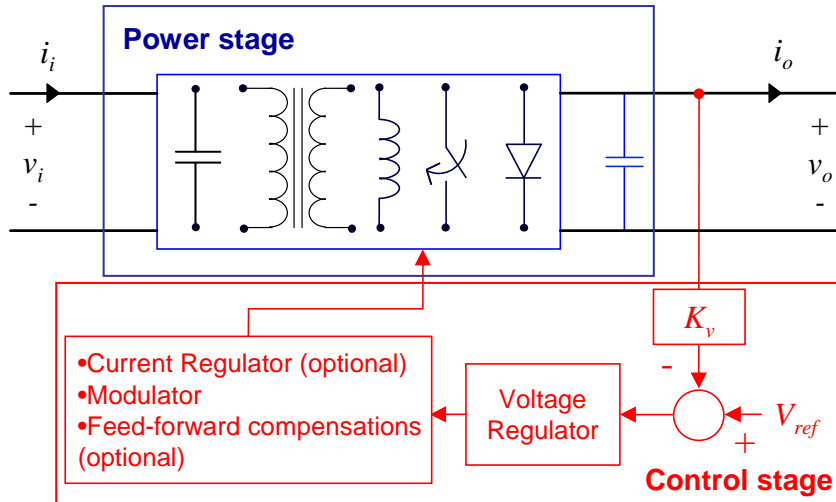 Power stage
i_i
i_o
+
v_i
-
+
v_o
-
K_v
-
•Current Regulator (optional)
•Modulator
•Feed-forward compensations
(optional)
Voltage
Regulator
V_ref
+
Control stage